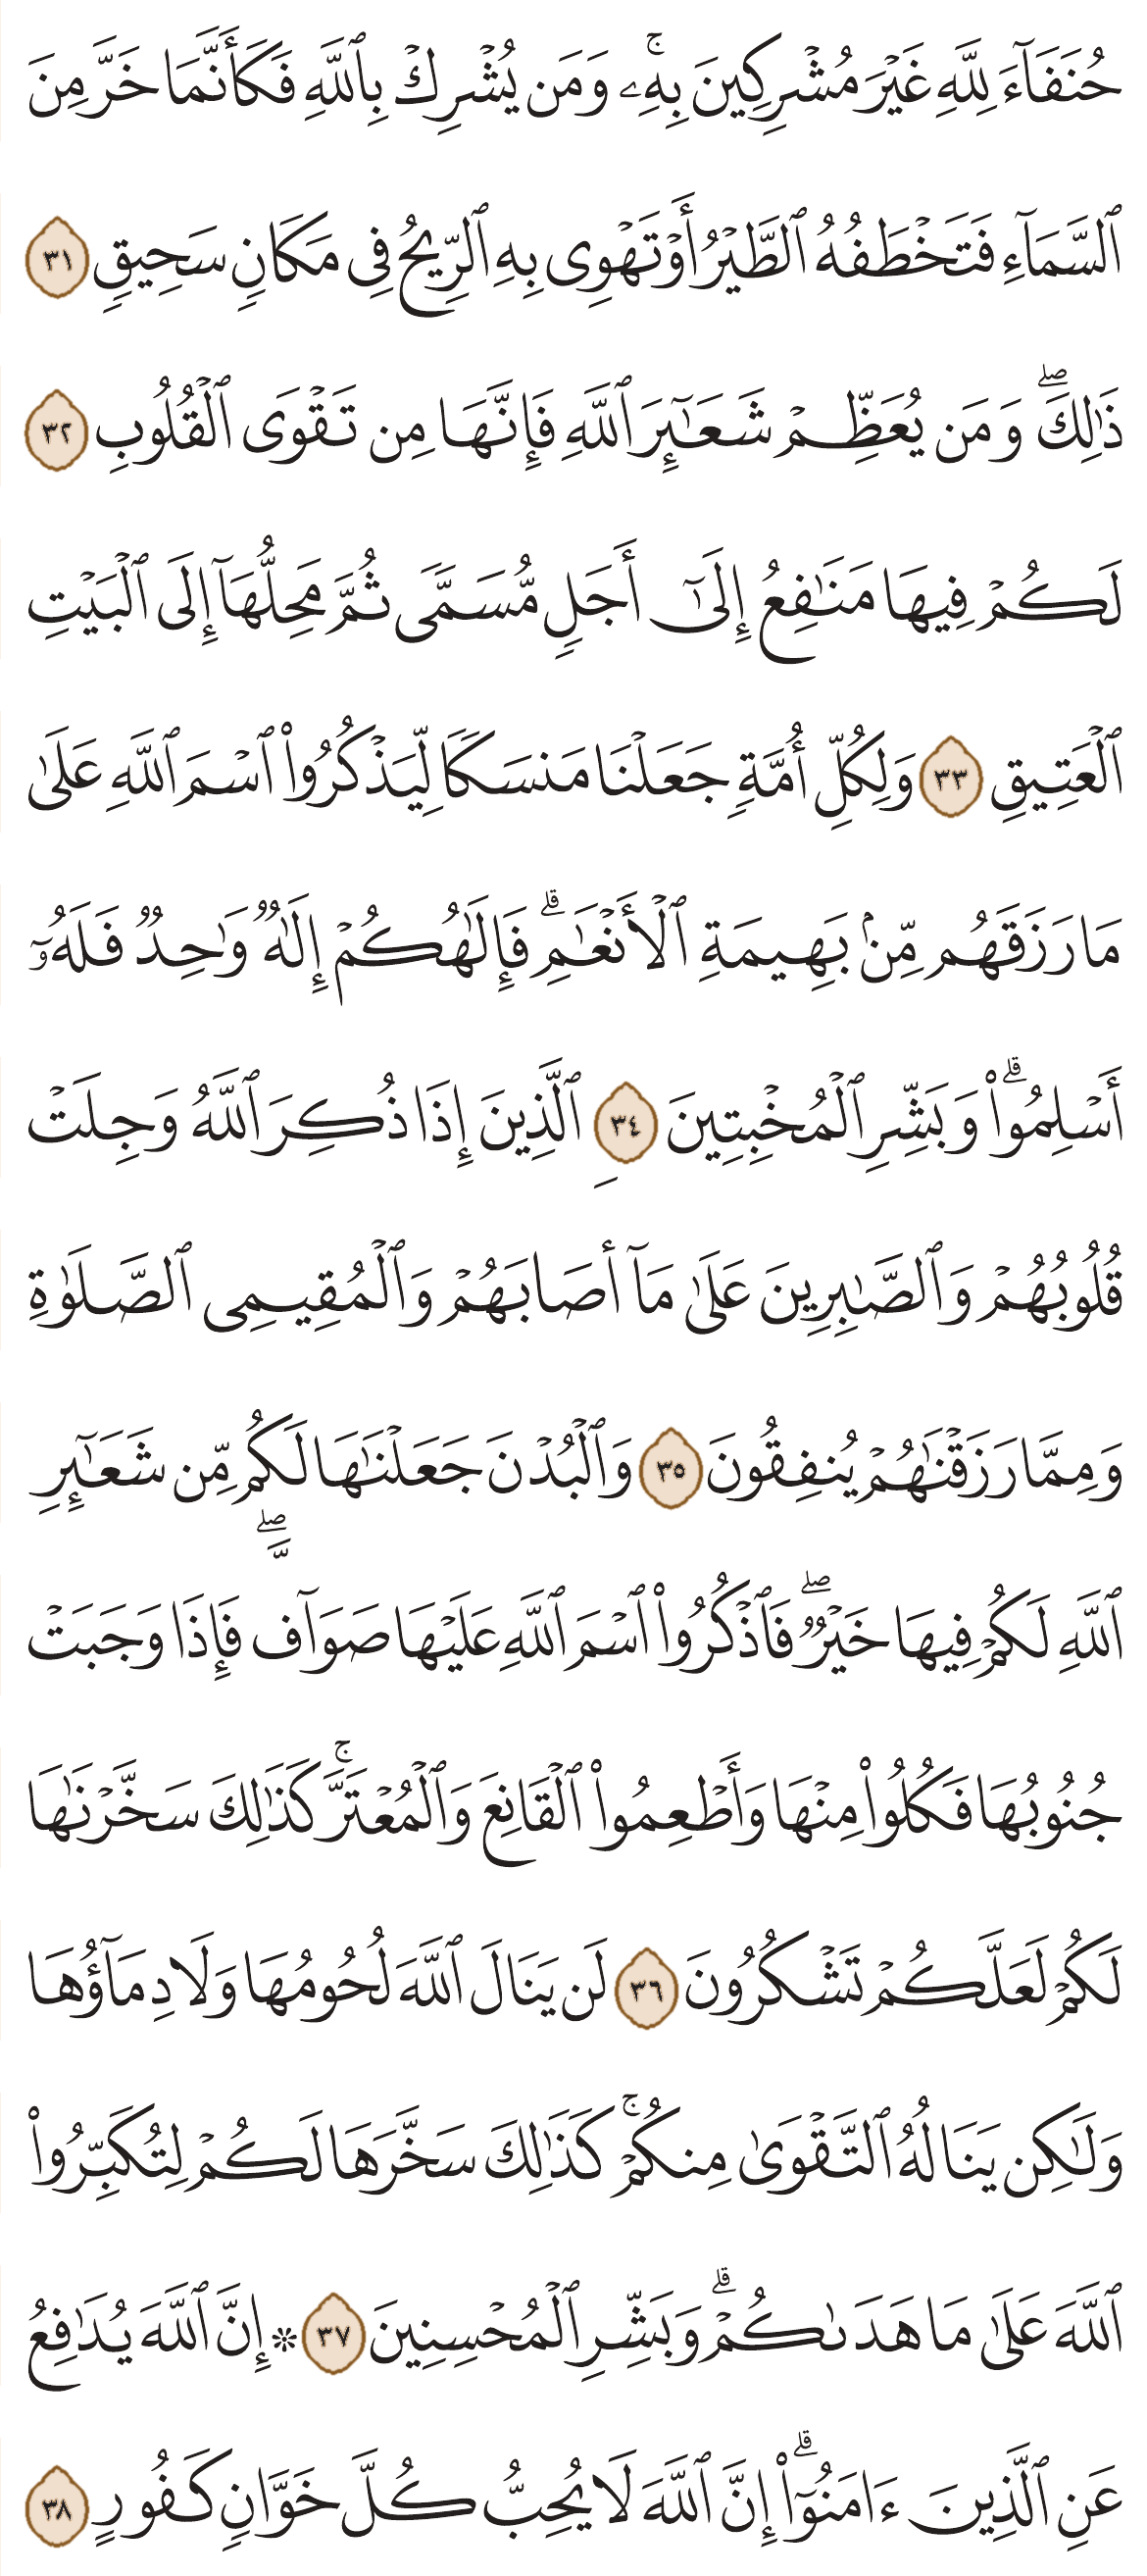 حُنَفَآءَ لِلَّهِ غَيۡرَ مُشۡرِكِينَ بِهِۦۚ وَمَن يُشۡرِكۡ بِٱللَّهِ فَكَأَنَّمَا خَرَّ مِنَ
ٱلسَّمَآءِ فَتَخۡطَفُهُ ٱلطَّيۡرُ أَوۡ تَهۡوِي بِهِ ٱلرِّيحُ فِي مَكَانٖ سَحِيقٖ ٣١
ذَٰلِكَۖ وَمَن يُعَظِّمۡ شَعَٰٓئِرَ ٱللَّهِ فَإِنَّهَا مِن تَقۡوَى ٱلۡقُلُوبِ ٣٢
لَكُمۡ فِيهَا مَنَٰفِعُ إِلَىٰٓ أَجَلٖ مُّسَمّٗى ثُمَّ مَحِلُّهَآ إِلَى ٱلۡبَيۡتِ
ٱلۡعَتِيقِ ٣٣ وَلِكُلِّ أُمَّةٖ جَعَلۡنَا مَنسَكٗا لِّيَذۡكُرُواْ ٱسۡمَ ٱللَّهِ عَلَىٰ
مَا رَزَقَهُم مِّنۢ بَهِيمَةِ ٱلۡأَنۡعَٰمِۗ فَإِلَٰهُكُمۡ إِلَٰهٞ وَٰحِدٞ فَلَهُۥٓ
أَسۡلِمُواْۗ وَبَشِّرِ ٱلۡمُخۡبِتِينَ ٣٤ ٱلَّذِينَ إِذَا ذُكِرَ ٱللَّهُ وَجِلَتۡ
قُلُوبُهُمۡ وَٱلصَّٰبِرِينَ عَلَىٰ مَآ أَصَابَهُمۡ وَٱلۡمُقِيمِي ٱلصَّلَوٰةِ
وَمِمَّا رَزَقۡنَٰهُمۡ يُنفِقُونَ ٣٥ وَٱلۡبُدۡنَ جَعَلۡنَٰهَا لَكُم مِّن شَعَٰٓئِرِ
ٱللَّهِ لَكُمۡ فِيهَا خَيۡرٞۖ فَٱذۡكُرُواْ ٱسۡمَ ٱللَّهِ عَلَيۡهَا صَوَآفَّۖ فَإِذَا وَجَبَتۡ
جُنُوبُهَا فَكُلُواْ مِنۡهَا وَأَطۡعِمُواْ ٱلۡقَانِعَ وَٱلۡمُعۡتَرَّۚ كَذَٰلِكَ سَخَّرۡنَٰهَا
لَكُمۡ لَعَلَّكُمۡ تَشۡكُرُونَ ٣٦ لَن يَنَالَ ٱللَّهَ لُحُومُهَا وَلَا دِمَآؤُهَا
وَلَٰكِن يَنَالُهُ ٱلتَّقۡوَىٰ مِنكُمۡۚ كَذَٰلِكَ سَخَّرَهَا لَكُمۡ لِتُكَبِّرُواْ
ٱللَّهَ عَلَىٰ مَا هَدَىٰكُمۡۗ وَبَشِّرِ ٱلۡمُحۡسِنِينَ ٣٧ ۞ إِنَّ ٱللَّهَ يُدَٰفِعُ
عَنِ ٱلَّذِينَ ءَامَنُوٓاْۗ إِنَّ ٱللَّهَ لَا يُحِبُّ كُلَّ خَوَّانٖ كَفُورٍ ٣٨